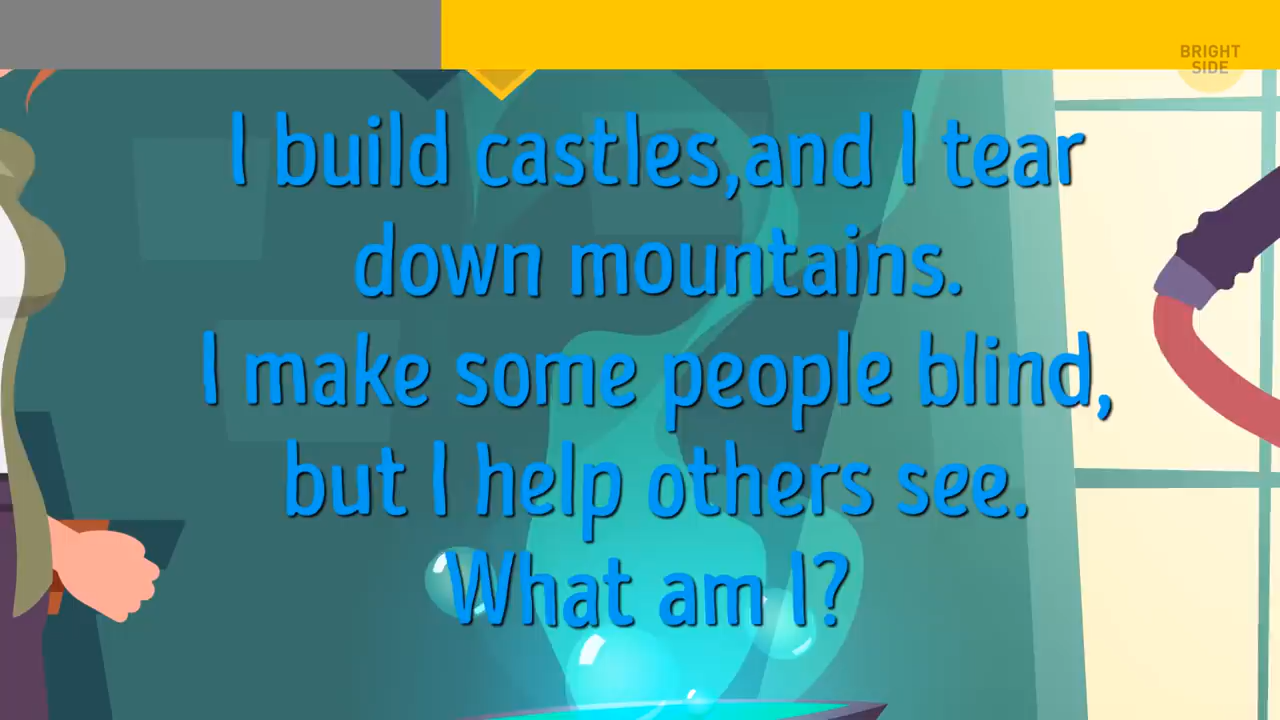 BRIGHT
SIDE
I build castles,and I tear
down mountains.
I make some people blind,
but I help others see.
What am I?